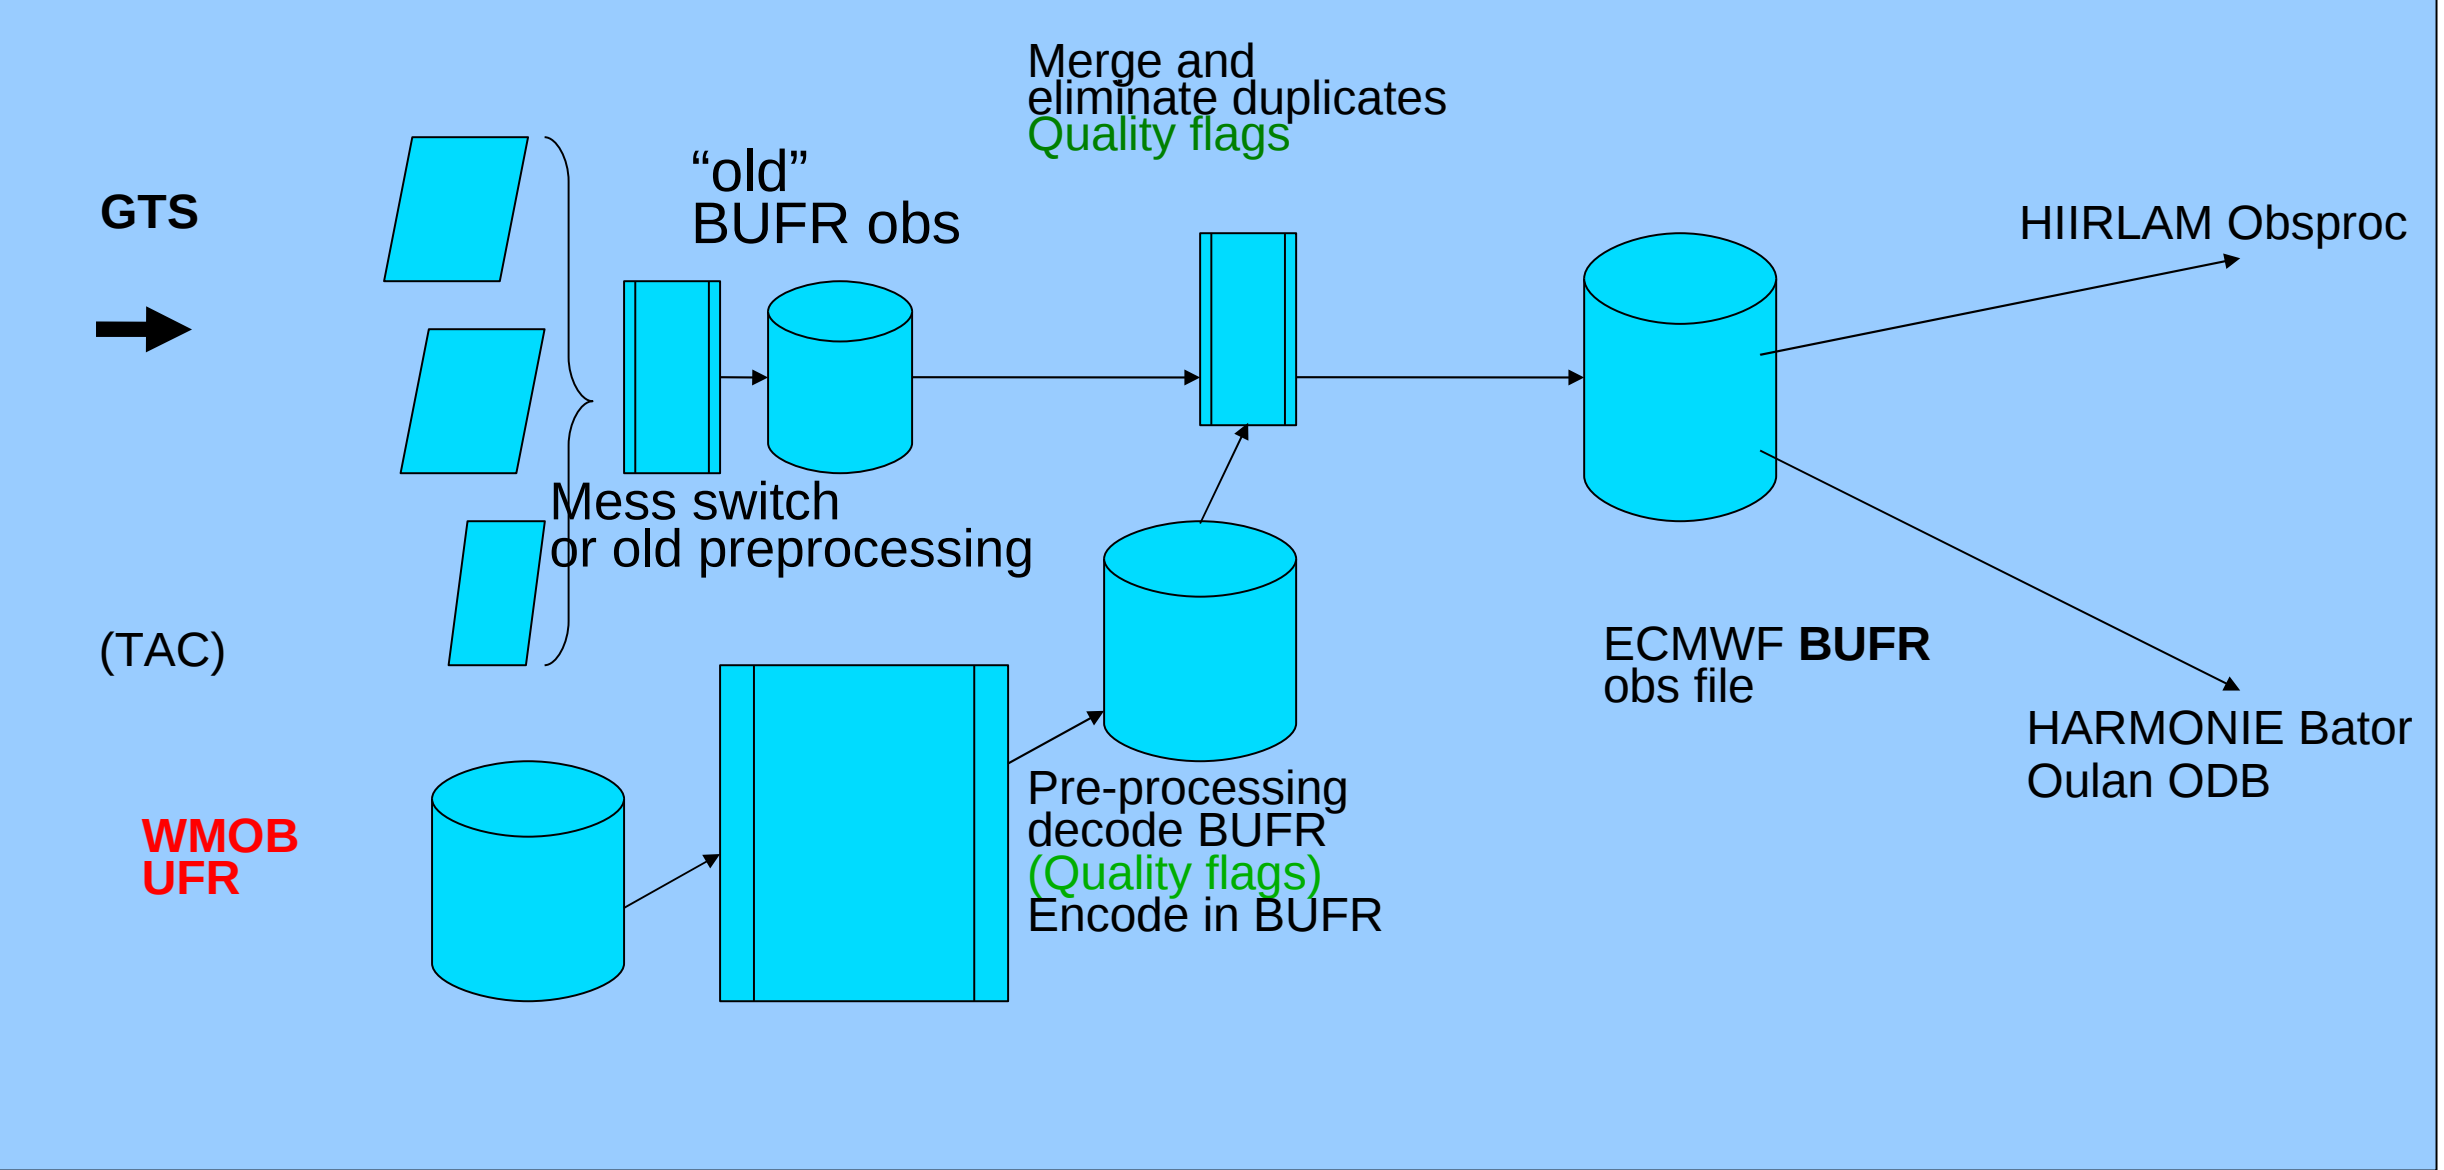 Merge and
eliminate duplicates
Quality flags
“old”
BUFR obs
GTS
HIIRLAM Obsproc
Mess switch
or old preprocessing
(TAC)
ECMWF BUFR
obs file
HARMONIE Bator
Oulan ODB
WMOB
UFR
Pre-processing
decode BUFR
(Quality flags)
Encode in BUFR